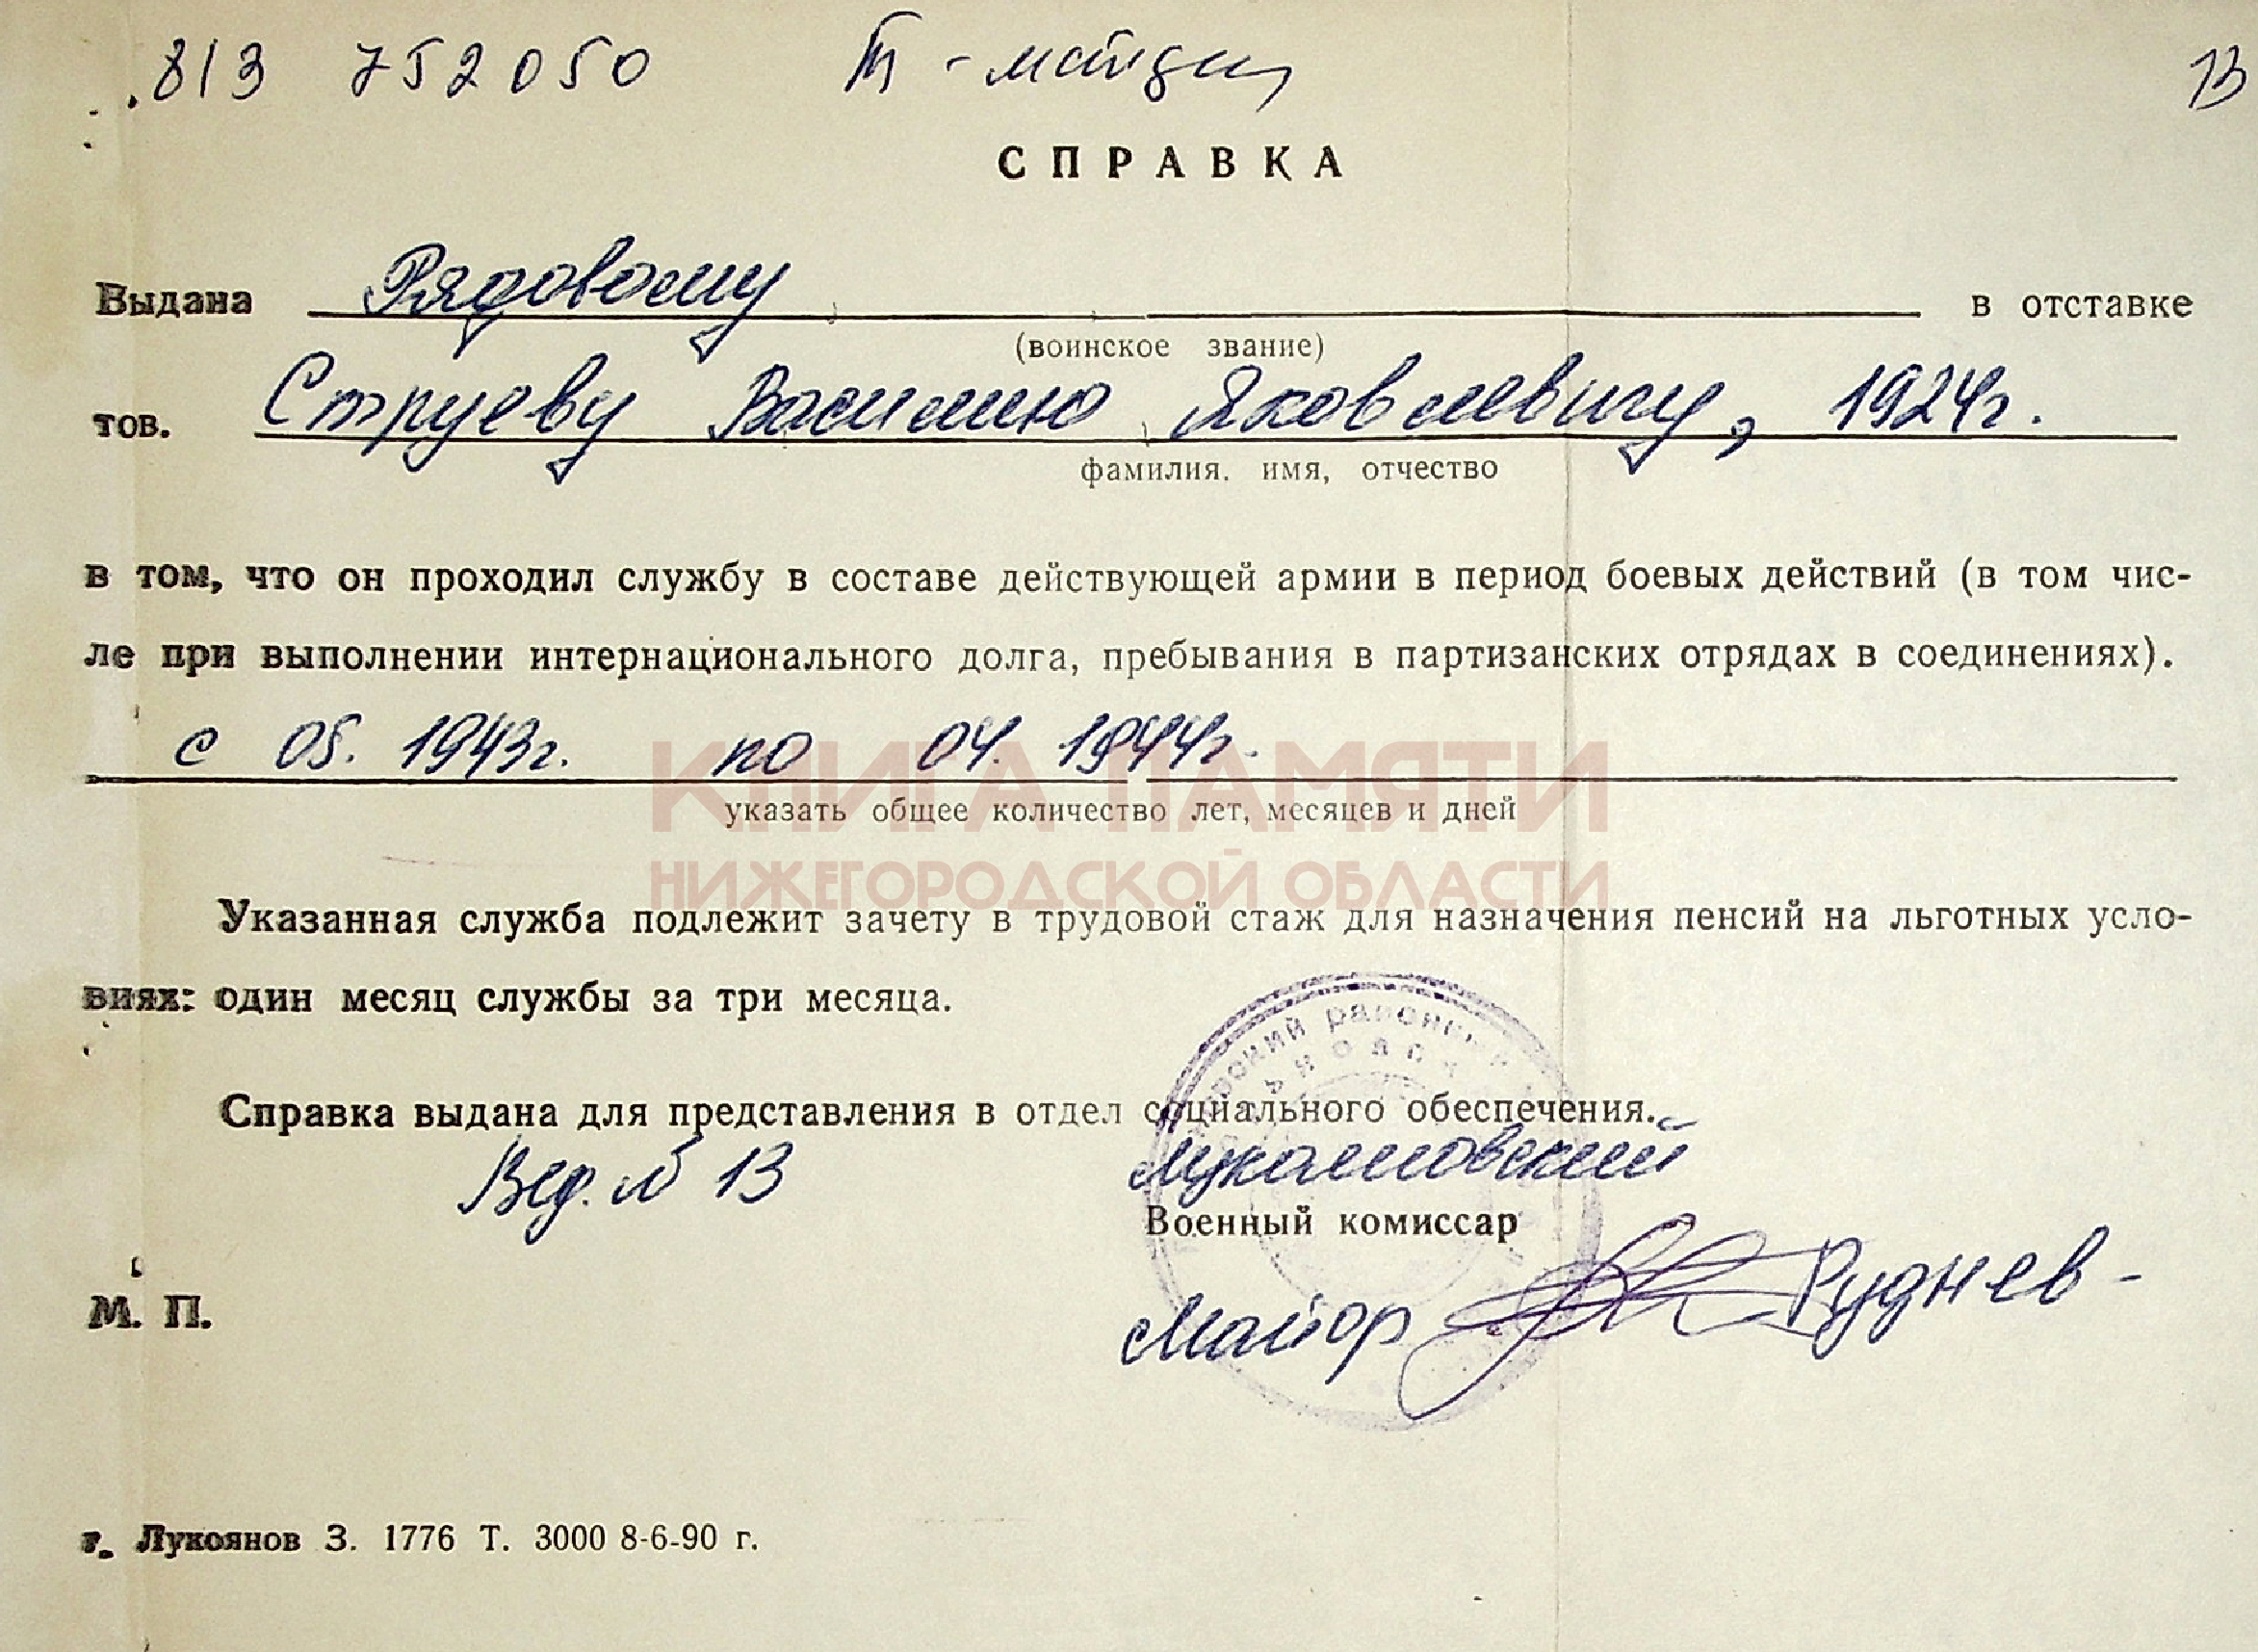 813 752050 Т-майдан 13
СПРАВКА
Выдана Рядовому в отставке
(воинское звание)
тов. Струеву Василию Яковлевичу, 1924г.
фамилия. имя, отчество
в том, что он проходил службу в составе действующей армии в период боевых действий (в том чис-
ле при выполнении интернационального долга, пребывания в партизанских отрядах в соединениях).
с 05. 1943г. по 04. 1944г.
КНИГА ПАМЯТИ
указать общее количество лет, месяцев и дней
НИЖЕГОРОДСКОЙ ОБЛАСТИ
Указанная служба подлежит зачету в трудовой стаж для назначения пенсий на льготных усло-
виях: один месяц службы за три месяца.
Справка выдана для представления в отдел социального обеспечения.
Вед. № 13 Лукояновский
Военный комиссар
М. П. Майор Руднев
г. Лукоянов З. 1776 Т. 3000 8-6-90 г.